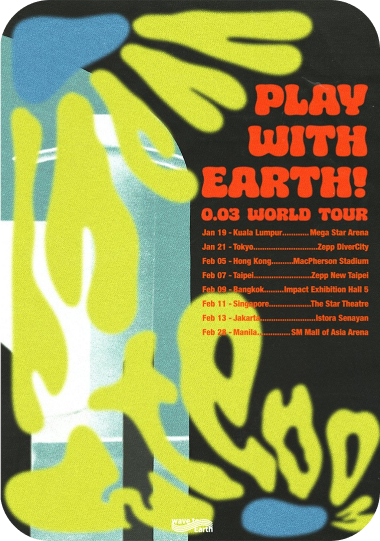 PLAY
WITH
EARTH!
0.03 WORLD TOUR
Jan 19 - Kuala Lumpur............Mega Star Arena
Jan 21 - Tokyo............................Zepp DiverCity
Feb 05 - Hong Kong..........MacPherson Stadium
Feb 07 - Taipei.........................Zepp New Taipei
Feb 09 - Bangkok.........Impact Exhibition Hall 5
Feb 11 - Singapore..................The Star Theatre
Feb 13 - Jakarta........................Istora Senayan
Feb 28 - Manila...............SM Mall of Asia Arena
wave to
Earth